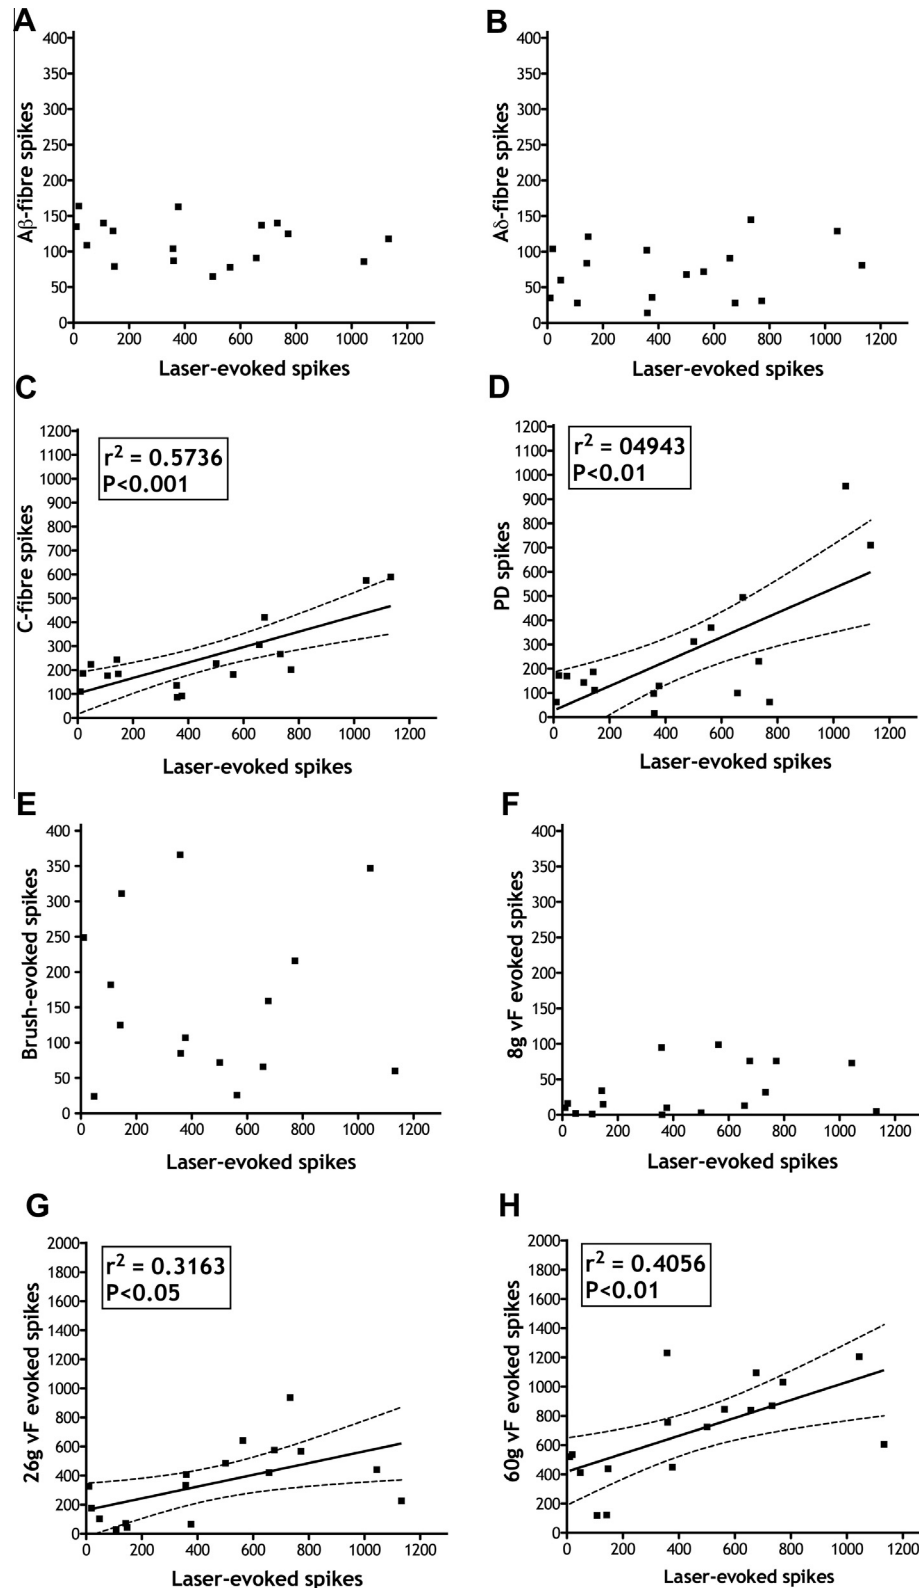 A
400
350
300
250
200
150
100
50
0
Aβ-fibre spikes
0 200 400 600 800 1000 1200
Laser-evoked spikes
B
400
350
300
250
200
150
100
50
0
Aδ-fibre spikes
0 200 400 600 800 1000 1200
Laser-evoked spikes
C
1200
1100
1000
900
800
700
600
500
400
300
200
100
0
C-fibre spikes
r² = 0.5736
P<0.001
0 200 400 600 800 1000 1200
Laser-evoked spikes
D
1200
1100
1000
900
800
700
600
500
400
300
200
100
0
PD spikes
r² = 04943
P<0.01
0 200 400 600 800 1000 1200
Laser-evoked spikes
E
400
350
300
250
200
150
100
50
0
Brush-evoked spikes
0 200 400 600 800 1000 1200
Laser-evoked spikes
F
400
350
300
250
200
150
100
50
0
8g vF evoked spikes
0 200 400 600 800 1000 1200
Laser-evoked spikes
G
2000
1800
1600
1400
1200
1000
800
600
400
200
0
26g vF evoked spikes
r² = 0.3163
P<0.05
0 200 400 600 800 1000 1200
Laser-evoked spikes
H
2000
1800
1600
1400
1200
1000
800
600
400
200
0
60g vF evoked spikes
r² = 0.4056
P<0.01
0 200 400 600 800 1000 1200
Laser-evoked spikes